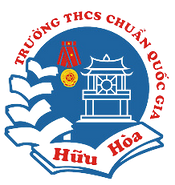 TRƯỜNG THCS CHUẨN QUỐC GIA
Hữu Hòa